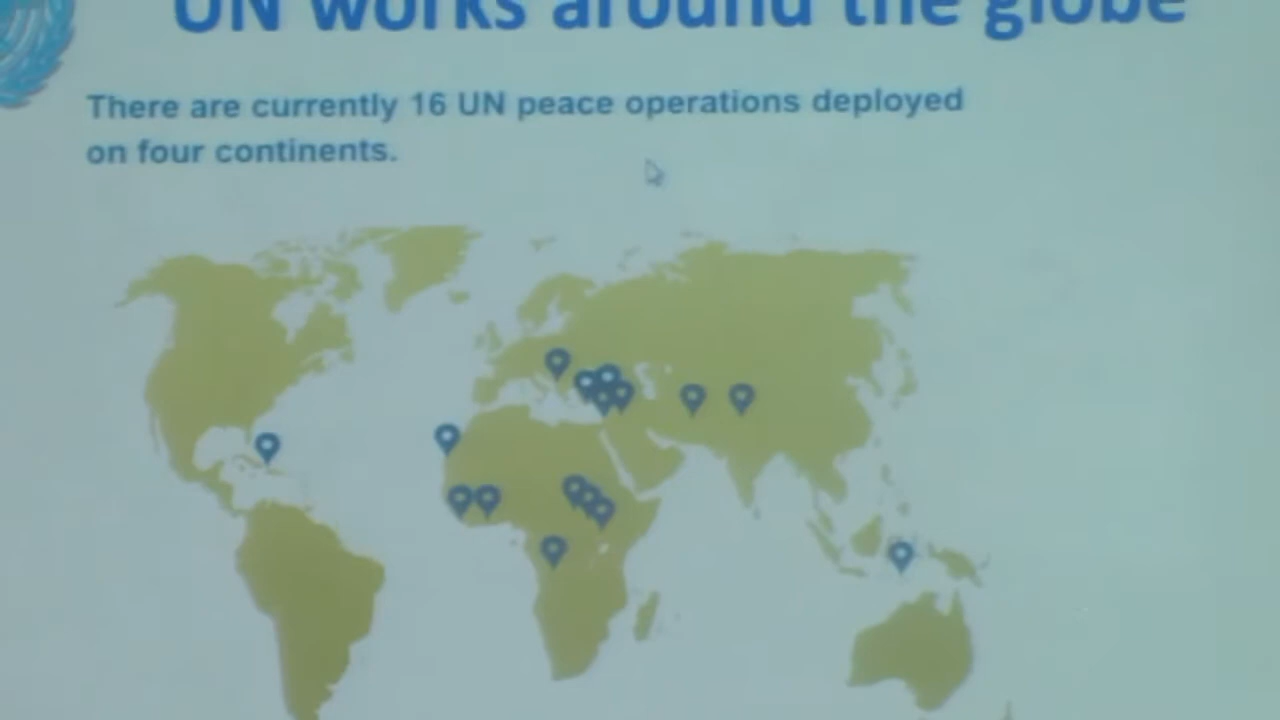 UN works around the globe
There are currently 16 UN peace operations deployed
on four continents.